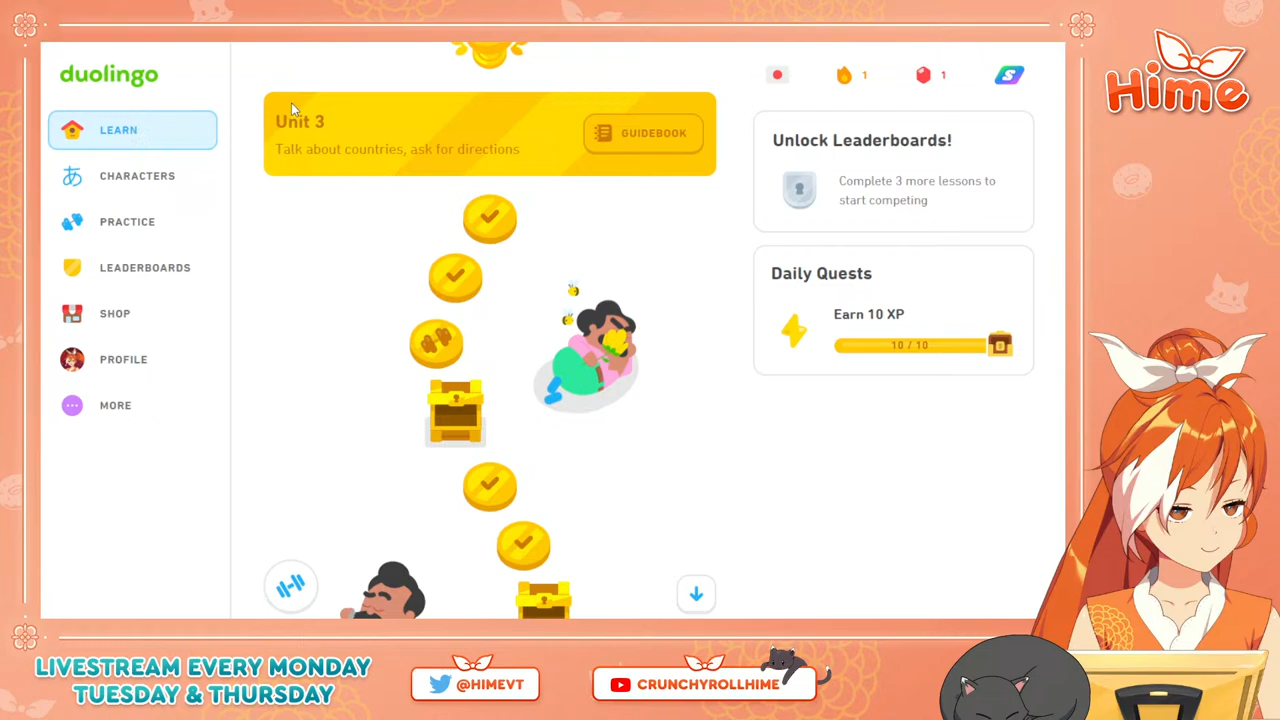 duolingo
LEARN
あ CHARACTERS
PRACTICE
LEADERBOARDS
SHOP
PROFILE
MORE
Unit 3
Talk about countries, ask for directions
GUIDEBOOK
1
1
S
Unlock Leaderboards!
Complete 3 more lessons to
start competing
Daily Quests
Earn 10 XP
10 / 10
Hime
LIVESTREAM EVERY MONDAY
TUESDAY & THURSDAY
@HIMEVT
CRUNCHYROLLHIME